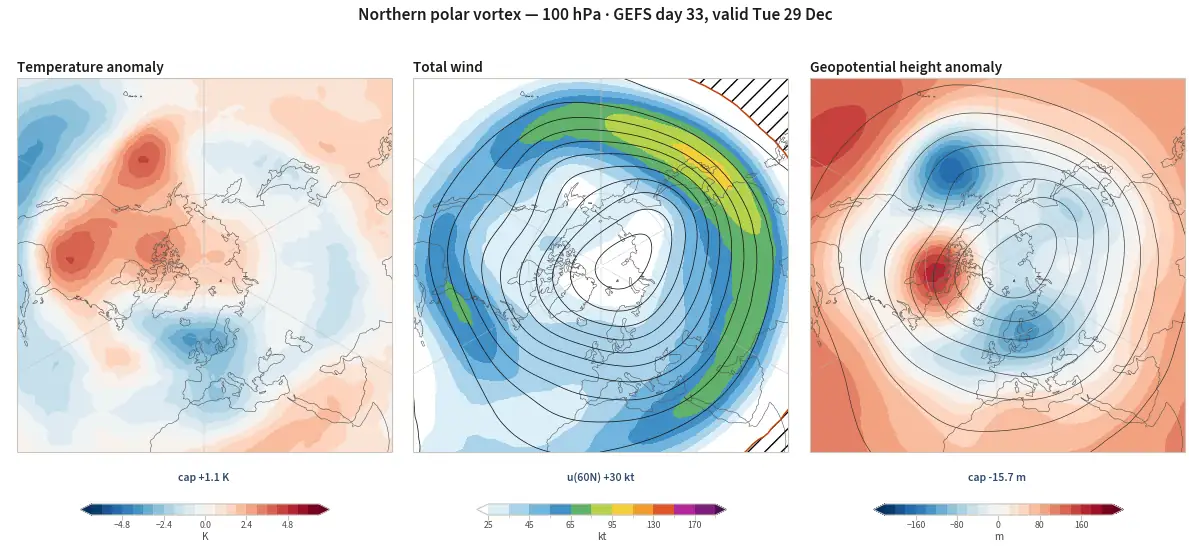 Northern polar vortex — 100 hPa · GEFS day 33, valid Tue 29 Dec
Temperature anomaly
Total wind
Geopotential height anomaly
cap +1.1 K
u(60N) +30 kt
cap -15.7 m
−4.8 −2.4 0.0 2.4 4.8
K
25 45 65 95 130 170
kt
−160 −80 0 80 160
m